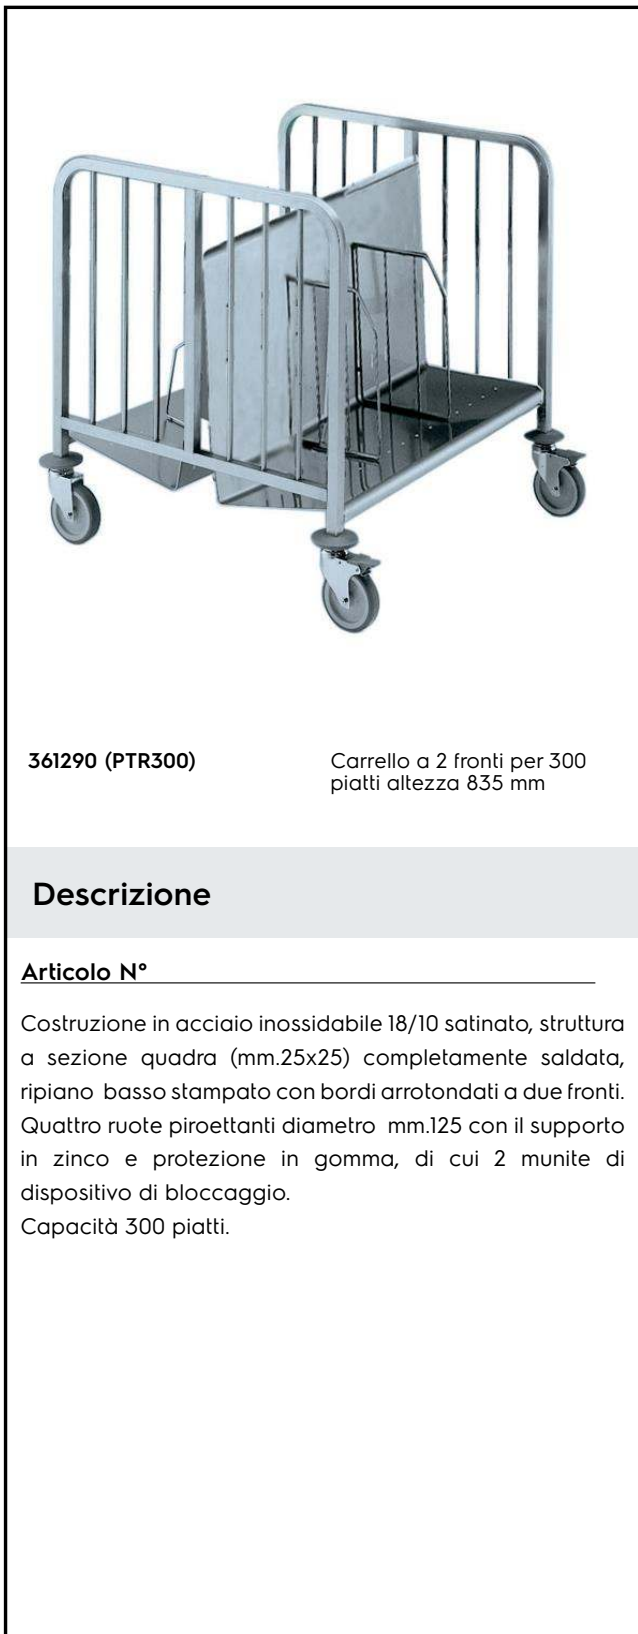 361290 (PTR300)
Carrello a 2 fronti per 300
piatti altezza 835 mm
Descrizione
Articolo N°
Costruzione in acciaio inossidabile 18/10 satinato, struttura
a sezione quadra (mm.25x25) completamente saldata,
ripiano basso stampato con bordi arrotondati a due fronti.
Quattro ruote piroettanti diametro mm.125 con il supporto
in zinco e protezione in gomma, di cui 2 munite di
dispositivo di bloccaggio.
Capacità 300 piatti.